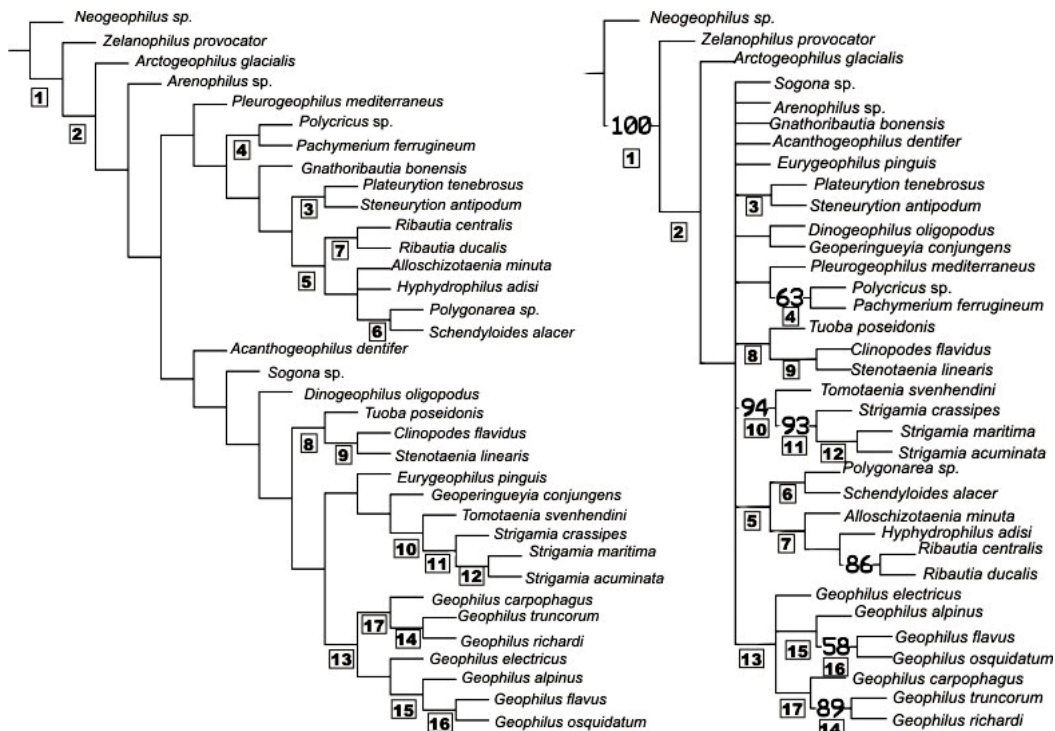 Neogeophilus sp.
Zelanophilus provocator
Arctogeophilus glacialis
Arenophilus sp.
1
2
Pleurogeophilus mediterraneus
Polycricus sp.
4
Pachymerium ferrugineum
Gnathoribautia bonensis
Plateurytion tenebrosus
3
Steneurytion antipodum
Ribautia centralis
7
Ribautia ducalis
5
Alloschizotaenia minuta
Hyphydrophilus adisi
Polygonarea sp.
6
Schendyloides alacer
Acanthogeophilus dentifer
Sogona sp.
Dinogeophilus oligopodus
Tuoba poseidonis
8
Clinopodes flavidus
9
Stenotaenia linearis
Eurygeophilus pinguis
Geoperingueyia conjungens
Tomotaenia svenhendini
10
Strigamia crassipes
11
Strigamia maritima
12
Strigamia acuminata
Geophilus carpophagus
17
Geophilus truncorum
14
Geophilus richardi
13
Geophilus electricus
Geophilus alpinus
15
Geophilus flavus
16
Geophilus osquidatum
Neogeophilus sp.
Zelanophilus provocator
Arctogeophilus glacialis
Sogona sp.
Arenophilus sp.
100
Gnathoribautia bonensis
1
Acanthogeophilus dentifer
Eurygeophilus pinguis
Plateurytion tenebrosus
3
Steneurytion antipodum
2
Dinogeophilus oligopodus
Geoperingueyia conjungens
Pleurogeophilus mediterraneus
Polycricus sp.
63
4
Pachymerium ferrugineum
Tuoba poseidonis
8
Clinopodes flavidus
9
Stenotaenia linearis
Tomotaenia svenhendini
94
10
Strigamia crassipes
93
11
Strigamia maritima
12
Strigamia acuminata
Polygonarea sp.
6
Schendyloides alacer
5
Alloschizotaenia minuta
7
Hyphydrophilus adisi
Ribautia centralis
86
Ribautia ducalis
Geophilus electricus
Geophilus alpinus
15
Geophilus flavus
58
16
Geophilus osquidatum
13
Geophilus carpophagus
17
Geophilus truncorum
89
14
Geophilus richardi